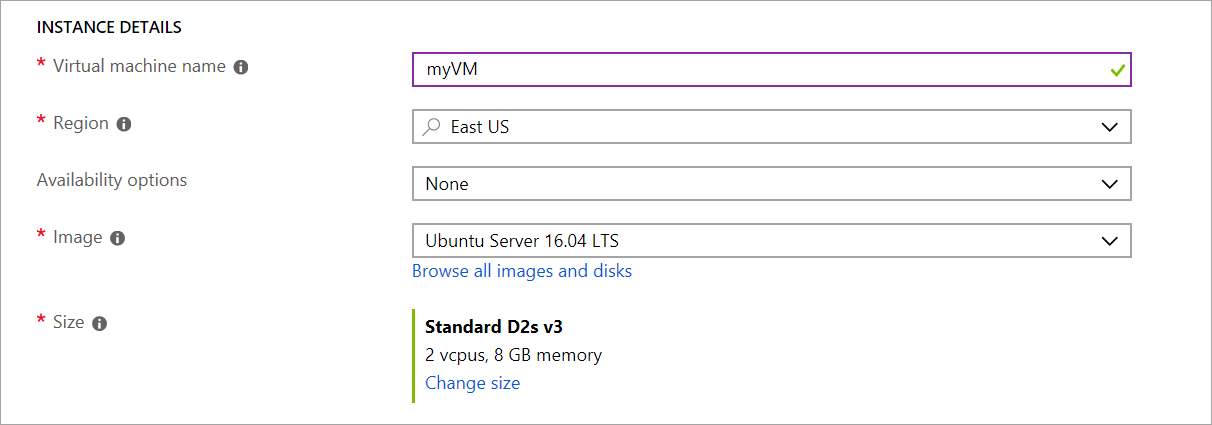 INSTANCE DETAILS
* Virtual machine name
myVM
* Region
East US
Availability options
None
* Image
Ubuntu Server 16.04 LTS
Browse all images and disks
* Size
Standard D2s v3
2 vcpus, 8 GB memory
Change size